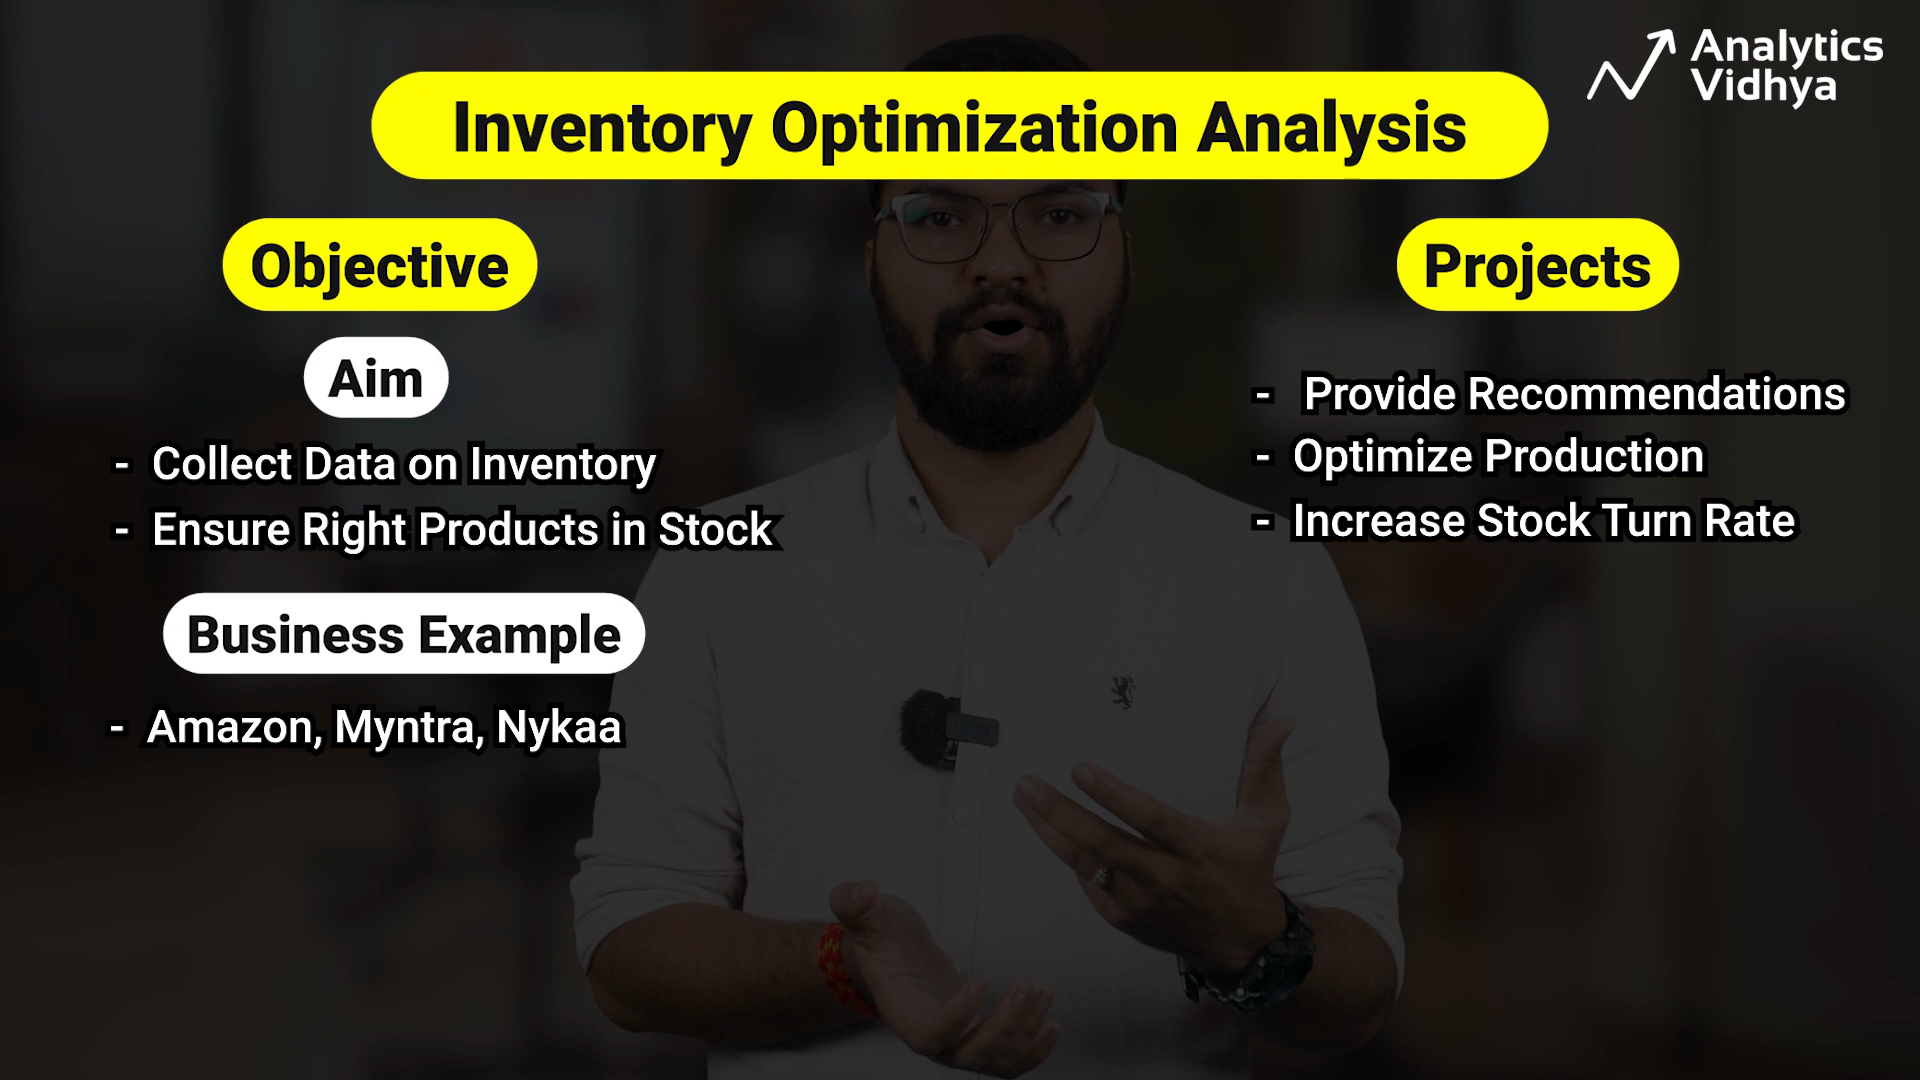 Analytics
Vidhya
Inventory Optimization Analysis
Objective
Aim
- Collect Data on Inventory
- Ensure Right Products in Stock
Business Example
- Amazon, Myntra, Nykaa
Projects
- Provide Recommendations
- Optimize Production
- Increase Stock Turn Rate